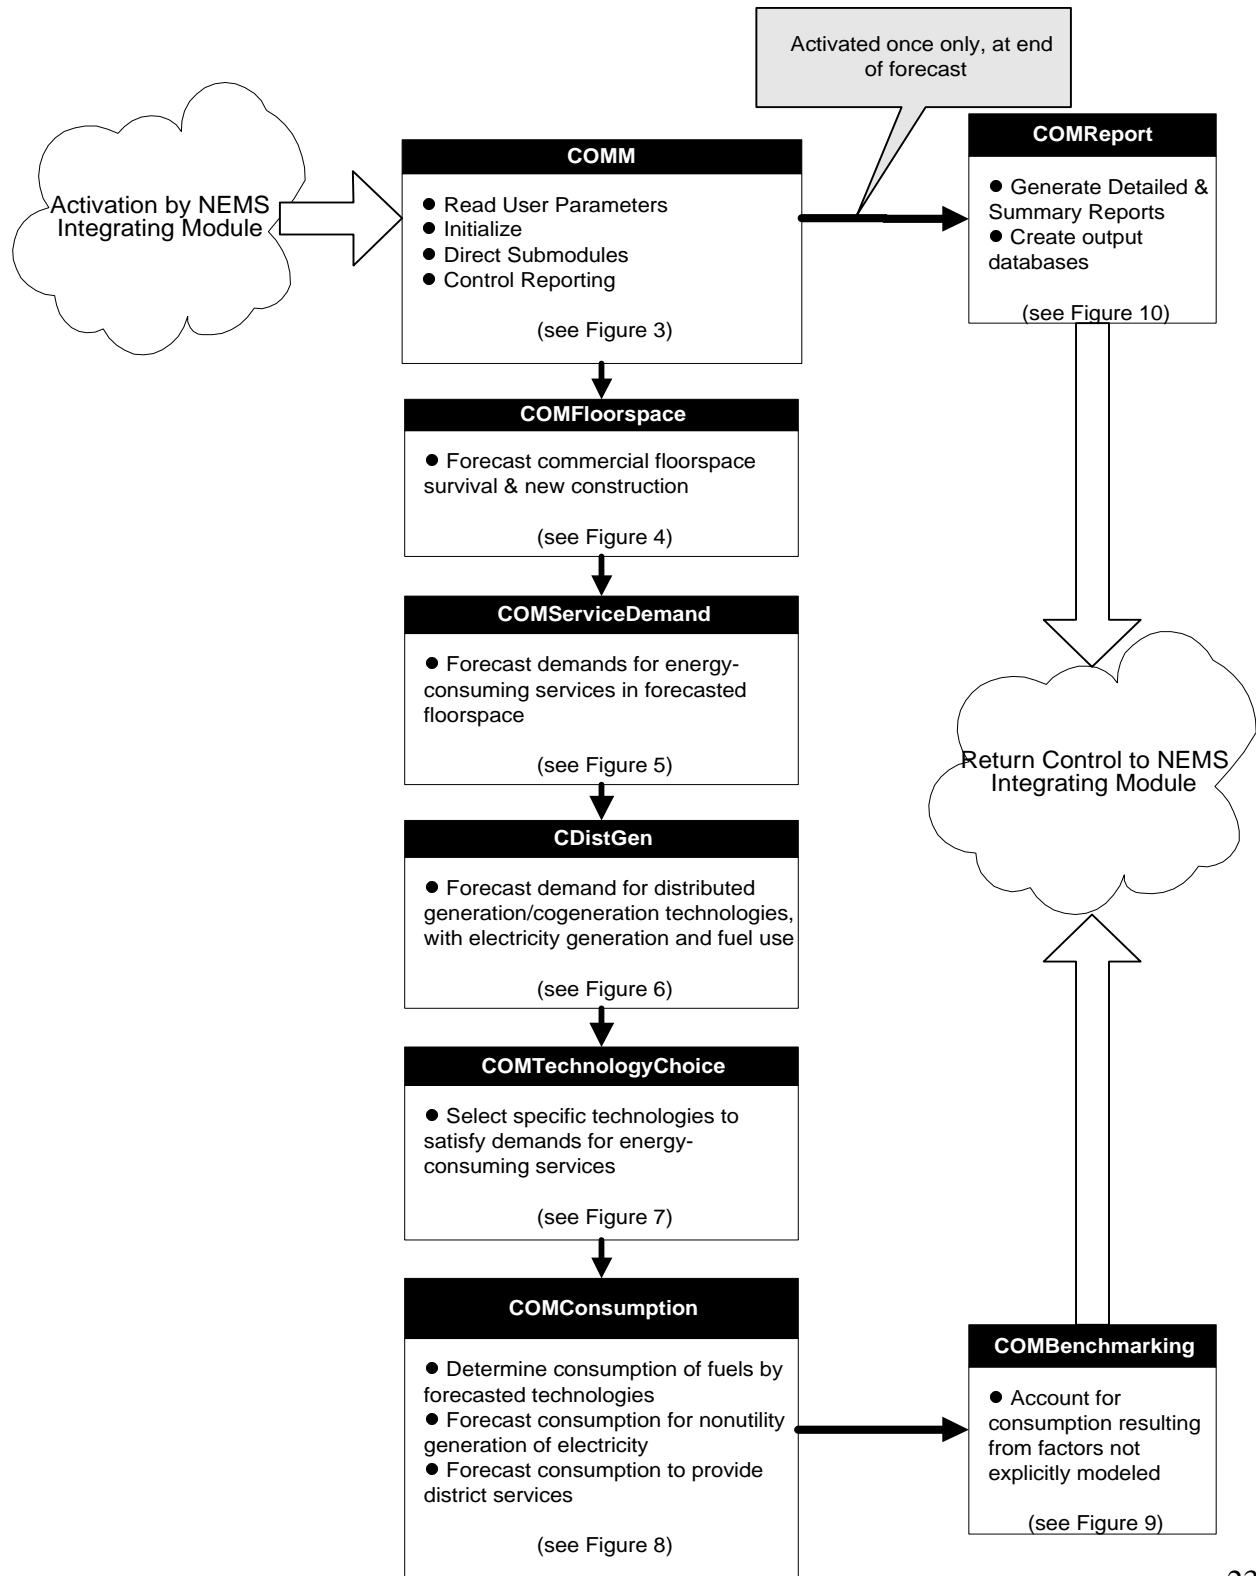 Activated once only, at end
of forecast
Activation by NEMS
Integrating Module
COMM
● Read User Parameters
● Initialize
● Direct Submodules
● Control Reporting
(see Figure 3)
COMReport
● Generate Detailed &
Summary Reports
● Create output
databases
(see Figure 10)
COMFloorspace
● Forecast commercial floorspace
survival & new construction
(see Figure 4)
COMServiceDemand
● Forecast demands for energy-
consuming services in forecasted
floorspace
(see Figure 5)
Return Control to NEMS
Integrating Module
CDistGen
● Forecast demand for distributed
generation/cogeneration technologies,
with electricity generation and fuel use
(see Figure 6)
COMTechnologyChoice
● Select specific technologies to
satisfy demands for energy-
consuming services
(see Figure 7)
COMConsumption
● Determine consumption of fuels by
forecasted technologies
● Forecast consumption for nonutility
generation of electricity
● Forecast consumption to provide
district services
(see Figure 8)
COMBenchmarking
● Account for
consumption resulting
from factors not
explicitly modeled
(see Figure 9)